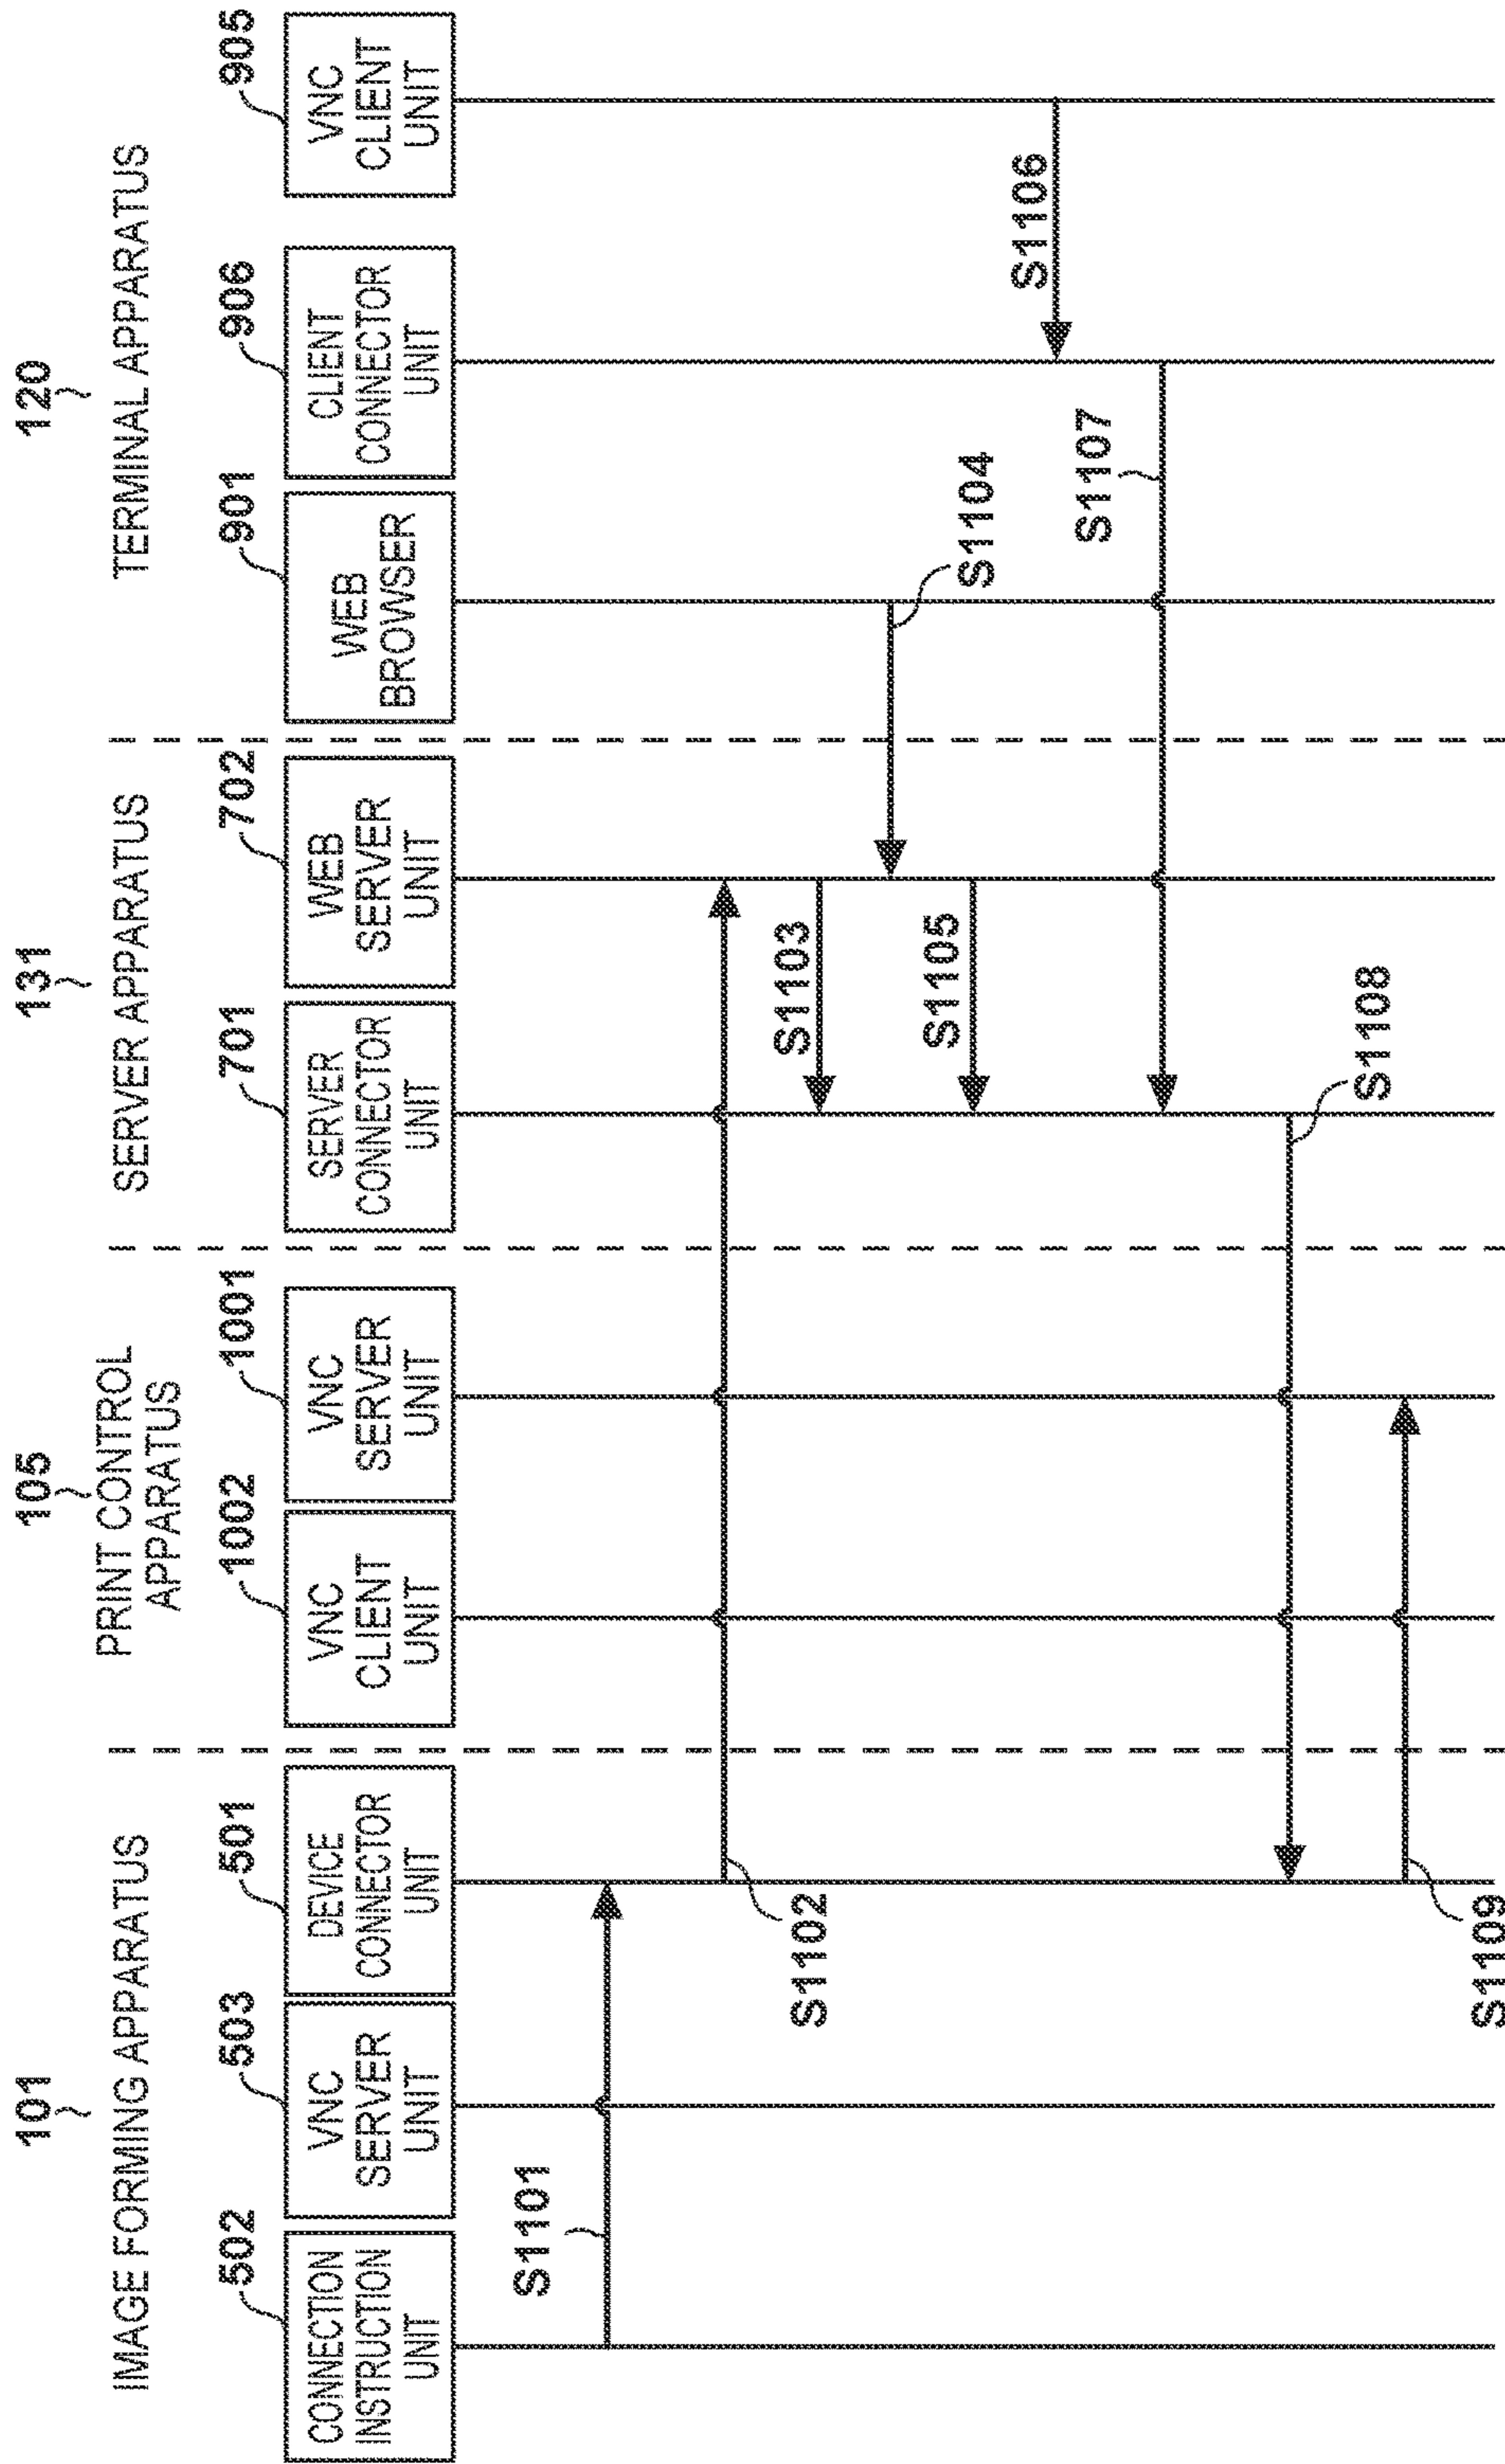 101
IMAGE FORMING APPARATUS
105
PRINT CONTROL
APPARATUS
131
SERVER APPARATUS
120
TERMINAL APPARATUS
502
CONNECTION
INSTRUCTION
UNIT
503
VNC
SERVER
UNIT
501
DEVICE
CONNECTOR
UNIT
1002
VNC
CLIENT
UNIT
1001
VNC
SERVER
UNIT
701
SERVER
CONNECTOR
UNIT
702
WEB
SERVER
UNIT
901
WEB
BROWSER
906
CLIENT
CONNECTOR
UNIT
905
VNC
CLIENT
UNIT
S1101
S1102
S1103
S1104
S1105
S1106
S1107
S1108
S1109